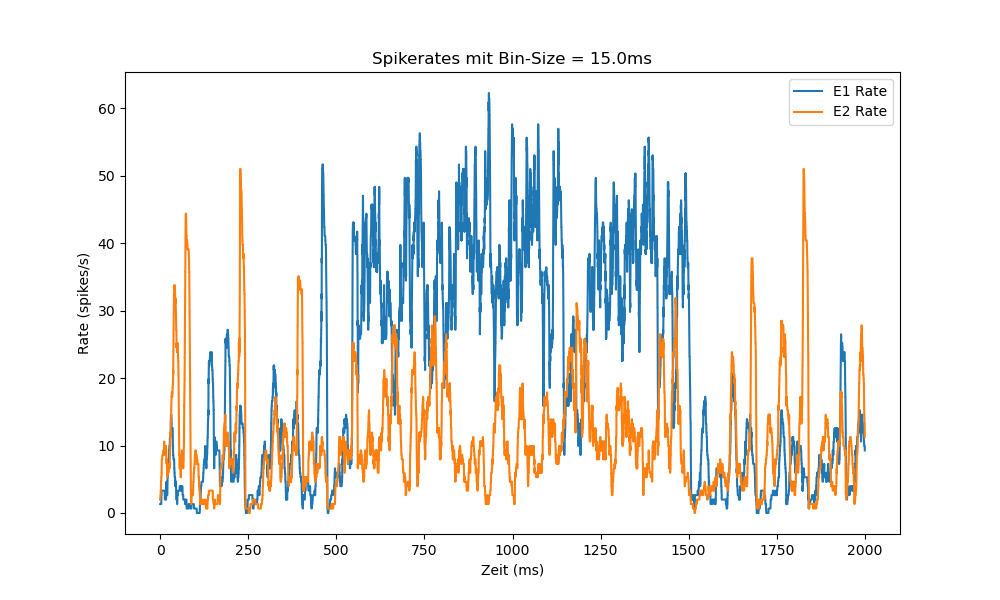 Spikerates mit Bin-Size = 15.0ms
E1 Rate
E2 Rate
60
50
40
30
20
10
0
Rate (spikes/s)
0 250 500 750 1000 1250 1500 1750 2000
Zeit (ms)